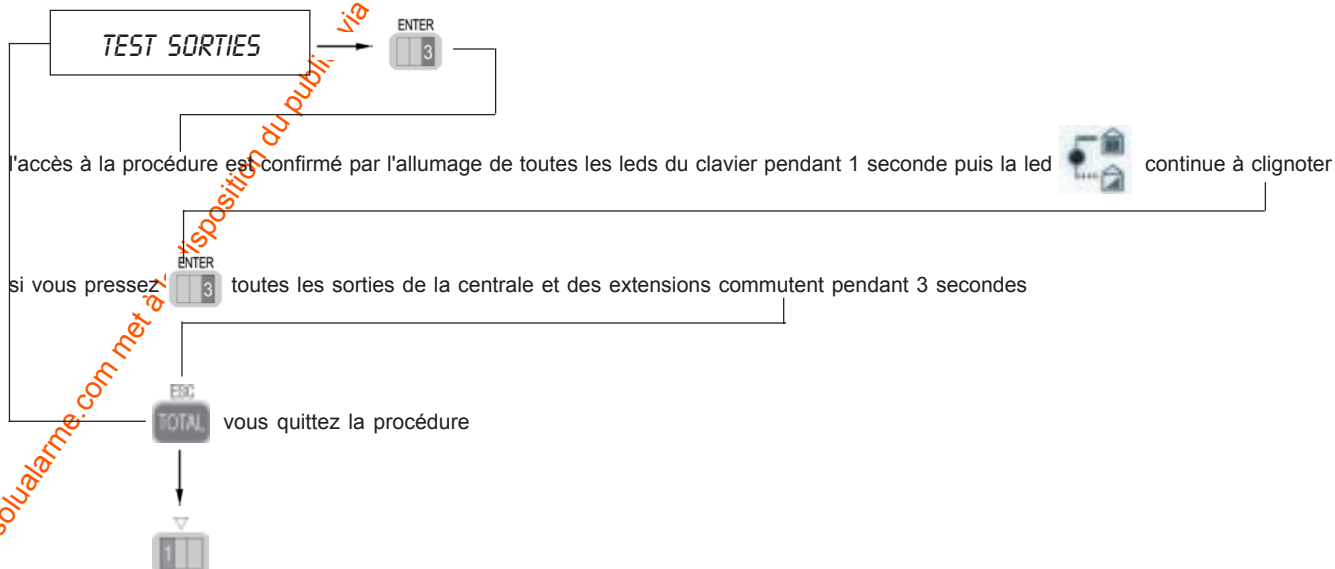 TEST SORTIES
ENTER
3
l'accès à la procédure est confirmé par l'allumage de toutes les leds du clavier pendant 1 seconde puis la led continue à clignoter
ENTER
si vous pressez 3 toutes les sorties de la centrale et des extensions commutent pendant 3 secondes
ESC
TOTAL vous quittez la procédure
1
solualarme.com met à la disposition du public via